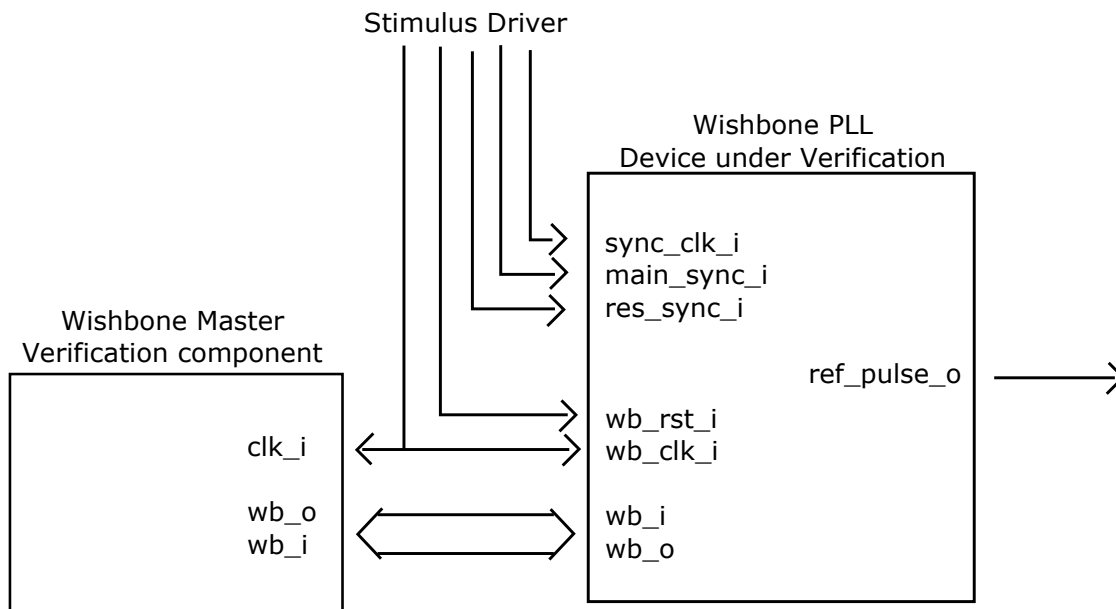 Stimulus Driver
Wishbone PLL
Device under Verification
sync_clk_i
main_sync_i
res_sync_i
Wishbone Master
Verification component
ref_pulse_o
wb_rst_i
clk_i
wb_clk_i
wb_o
wb_i
wb_i
wb_o